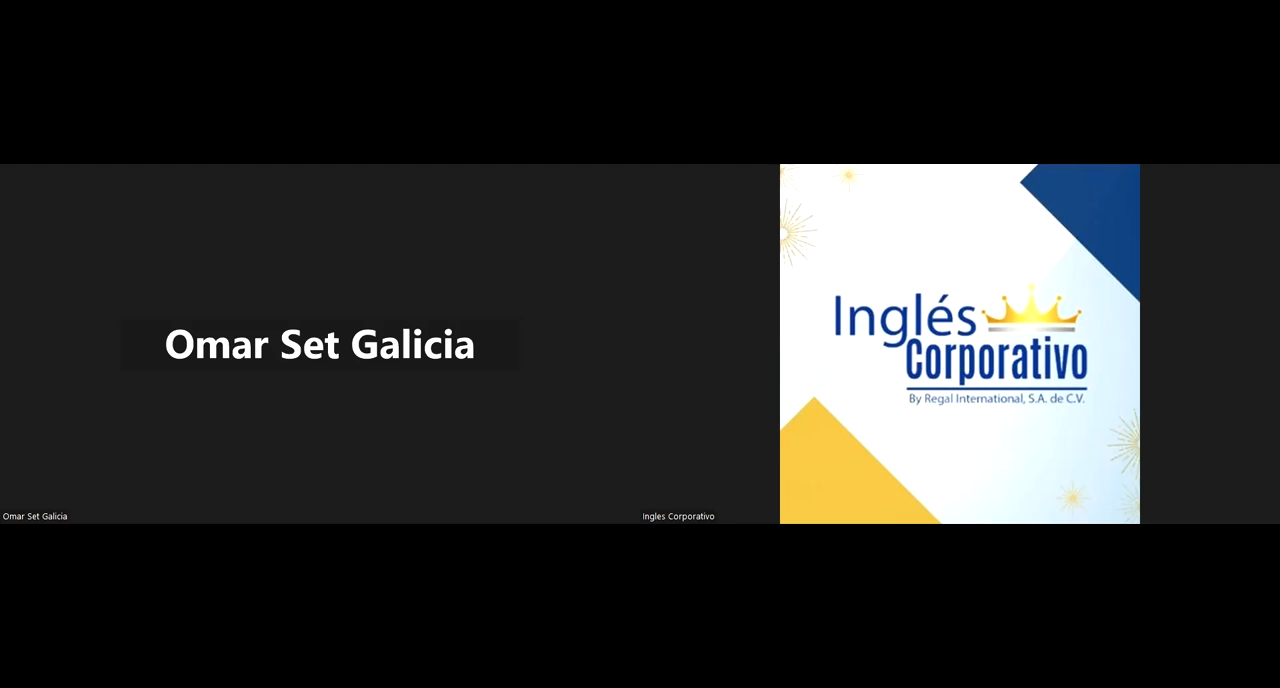 Omar Set Galicia
Omar Set Galicia
Inglés
Corporativo
By Regal International, S.A. de C.V.
Ingles Corporativo